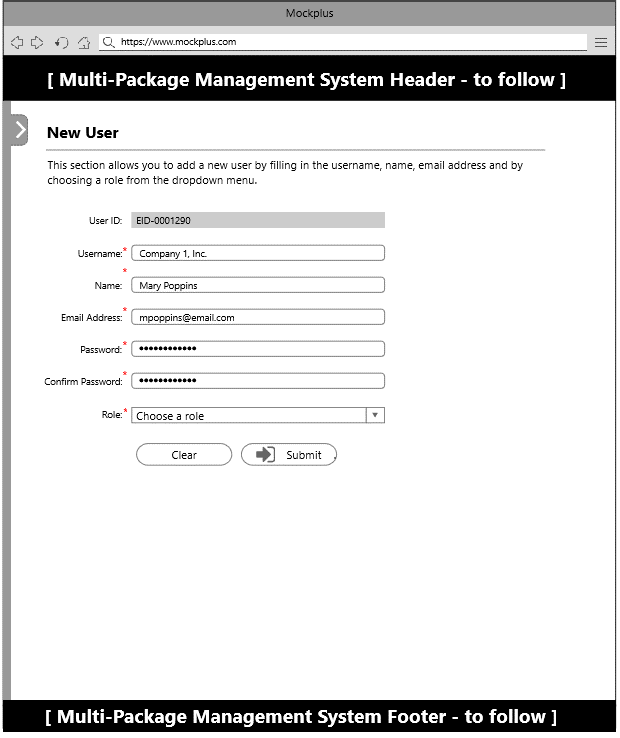 Mockplus
https://www.mockplus.com
[ Multi-Package Management System Header - to follow ]
New User
This section allows you to add a new user by filling in the username, name, email address and by
choosing a role from the dropdown menu.
User ID: EID-0001290
Username:* Company 1, Inc.
*
Name: Mary Poppins
Email Address:* mpoppins@email.com
Password:* ••••••••••••
Confirm Password:* ••••••••••••
Role:* Choose a role
Clear Submit
[ Multi-Package Management System Footer - to follow ]